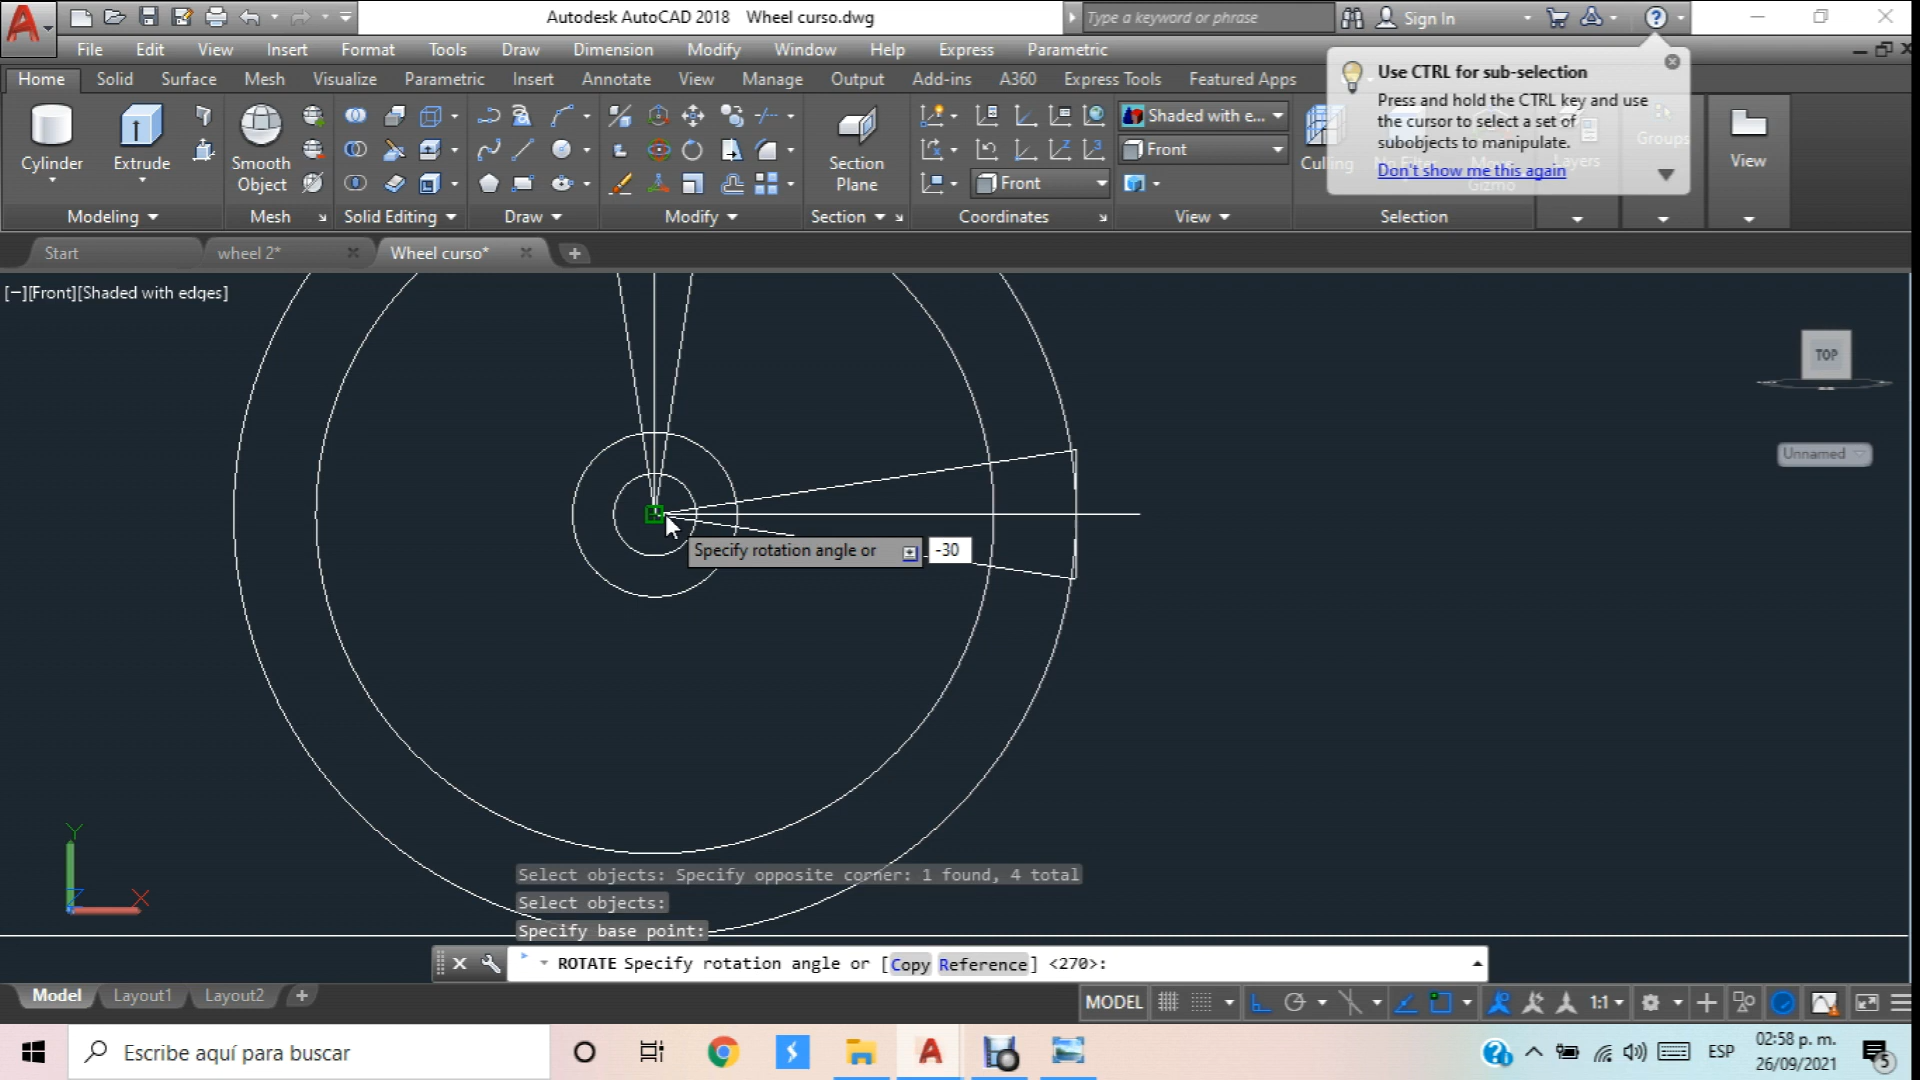 Autodesk AutoCAD 2018 Wheel curso.dwg
Type a keyword or phrase
Sign In
File Edit View Insert Format Tools Draw Dimension Modify Window Help Express Parametric
Home Solid Surface Mesh Visualize Parametric Insert Annotate View Manage Output Add-ins A360 Express Tools Featured Apps
Use CTRL for sub-selection
Press and hold the CTRL key and use
the cursor to select a set of
subobjects to manipulate.
Don't show me this again
Cylinder
Extrude
Smooth
Object
Section
Plane
Shaded with e...
Front
Front
Culling
No Filter
Move
Gizmo
Layers
Groups
View
Modeling
Mesh
Solid Editing
Draw
Modify
Section
Coordinates
View
Selection
Start
wheel 2*
Wheel curso*
[−][Front][Shaded with edges]
TOP
Unnamed
Specify rotation angle or
-30
Y
Z
X
Select objects: Specify opposite corner: 1 found, 4 total
Select objects:
Specify base point:
ROTATE Specify rotation angle or [Copy Reference] <270>:
Model Layout1 Layout2
MODEL
1:1
Escribe aquí para buscar
ESP
02:58 p. m.
26/09/2021
5